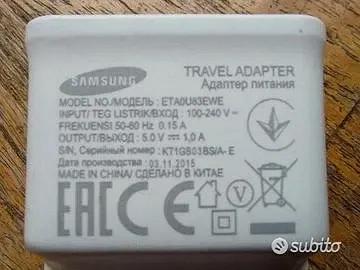 SAMSUNG
TRAVEL ADAPTER
Адаптер питания
MODEL NO./МОДЕЛЬ : ETA0U83EWE
INPUT/ TEG LISTRIK/ВХОД : 100-240 V~
FREKUENSI 50-60 Hz 0.15 A
OUTPUT/ВЫХОД : 5.0 V ⎓ 1,0 A
S/N, Серийный номер: KT1GS03BS/A-E
Дата производства
03.11.2015
MADE IN CHINA/ СДЕЛАНО В КИТАЕ
EAC CE V
subito